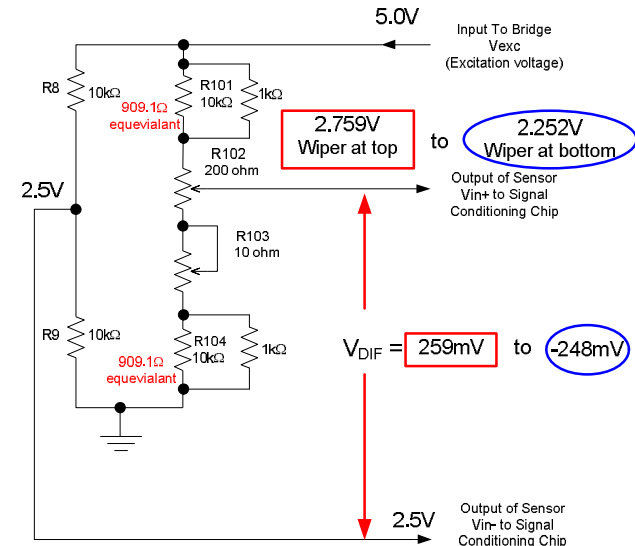 5.0V
Input To Bridge
Vexc
(Excitation voltage)
R8
10kΩ
R101
10kΩ
1kΩ
909.1Ω
equevialant
2.759V
Wiper at top
to
2.252V
Wiper at bottom
R102
200 ohm
2.5V
Output of Sensor
Vin+ to Signal
Conditioning Chip
R103
10 ohm
R9
10kΩ
R104
10kΩ
1kΩ
909.1Ω
equevialant
VDIF = 259mV to -248mV
2.5V
Output of Sensor
Vin- to Signal
Conditioning Chip